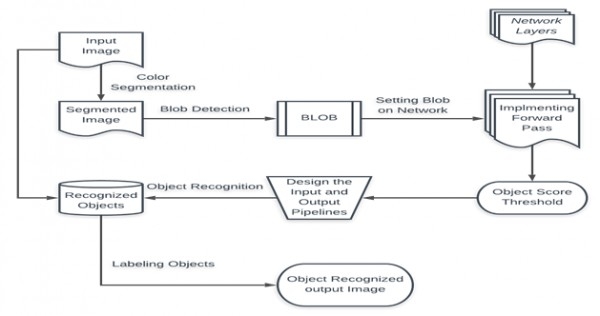 Input
Image
Network
Layers
Color
Segmentation
Segmented
Image
Blob Detection
BLOB
Setting Blob
on Network
Implmenting
Forward
Pass
Object Score
Threshold
Design the
Input and
Output
Pipelines
Object Recognition
Recognized
Objects
Labeling Objects
Object Recognized
output Image